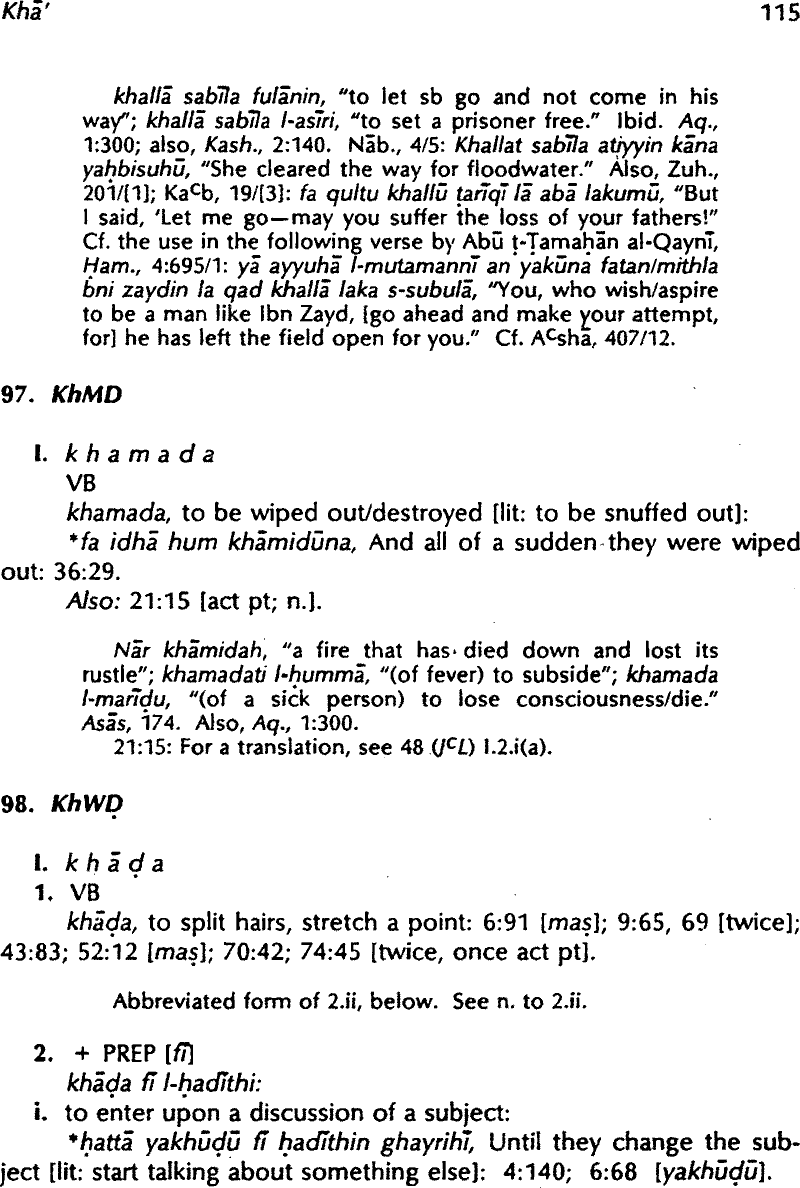 Khā' 115
khallā sabīla fulānin, "to let sb go and not come in his
way"; khallā sabīla l-asīri, "to set a prisoner free." Ibid. Aq.,
1:300; also, Kash., 2:140. Nāb., 4/5: Khallat sabīla atiyyin kāna
yaḥbisuhū, "She cleared the way for floodwater." Also, Zuh.,
201/[1]; Kaᶜb, 19/[3]: fa qultu khallū ṭarīqī lā abā lakumū, "But
I said, 'Let me go—may you suffer the loss of your fathers!"
Cf. the use in the following verse by Abū ṭ-Ṭamaḥān al-Qaynī,
Ḥam., 4:695/1: yā ayyuhā l-mutamannī an yakūna fatan/mithla
bni zaydin la qad khallā laka s-subulā, "You, who wish/aspire
to be a man like Ibn Zayd, [go ahead and make your attempt,
for] he has left the field open for you." Cf. Aᶜshā, 407/12.
97. KhMD
I. k h a m a d a
VB
khamada, to be wiped out/destroyed [lit: to be snuffed out]:
*fa idhā hum khāmidūna, And all of a sudden they were wiped
out: 36:29.
Also: 21:15 [act pt; n.].
Nār khāmidah, "a fire that has died down and lost its
rustle"; khamadati l-ḥummā, "(of fever) to subside"; khamada
l-marīḍu, "(of a sick person) to lose consciousness/die."
Asās, 174. Also, Aq., 1:300.
21:15: For a translation, see 48 (JᶜL) I.2.i(a).
98. KhWḌ
I. k h ā ḍ a
1. VB
khāḍa, to split hairs, stretch a point: 6:91 [maṣ]; 9:65, 69 [twice];
43:83; 52:12 [maṣ]; 70:42; 74:45 [twice, once act pt].
Abbreviated form of 2.ii, below. See n. to 2.ii.
2. + PREP [fī]
khāḍa fī l-ḥadīthi:
i. to enter upon a discussion of a subject:
*ḥattā yakhūḍū fī ḥadīthin ghayrihī, Until they change the sub-
ject [lit: start talking about something else]: 4:140; 6:68 [yakhūḍū].